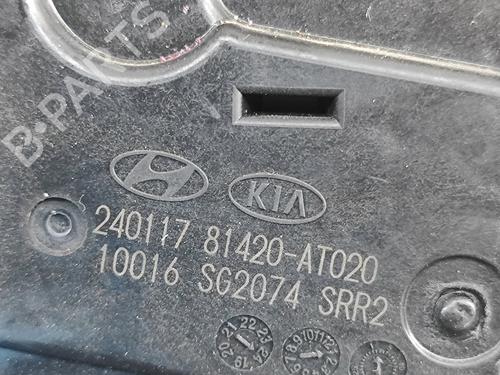 B-PARTS
KIA
240117 81420-AT020
10016 SG2074 SRR2